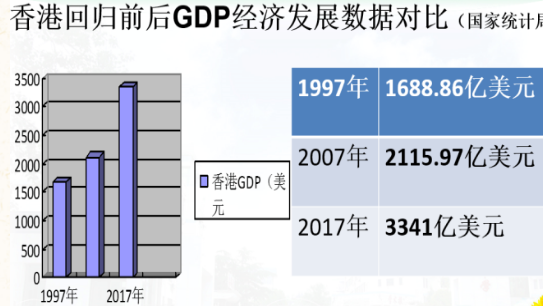 香港回归前后GDP经济发展数据对比（国家统计局
3500
3000
2500
2000
1500
1000
500
0
1997年 2017年
香港GDP（美
元
1997年 1688.86亿美元
2007年 2115.97亿美元
2017年 3341亿美元